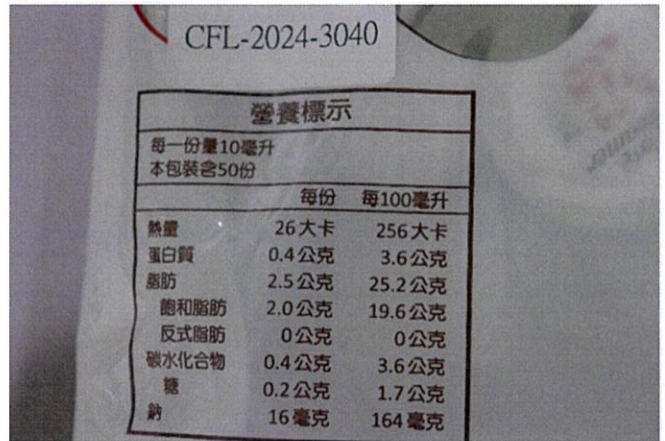 CFL-2024-3040
營養標示
每一份量10毫升
本包裝含50份
每份 每100毫升
熱量 26大卡 256大卡
蛋白質 0.4公克 3.6公克
脂肪 2.5公克 25.2公克
飽和脂肪 2.0公克 19.6公克
反式脂肪 0公克 0公克
碳水化合物 0.4公克 3.6公克
糖 0.2公克 1.7公克
鈉 16毫克 164毫克